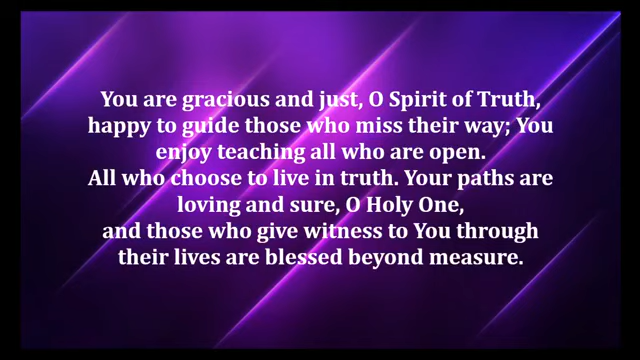 You are gracious and just, O Spirit of Truth,
happy to guide those who miss their way; You
enjoy teaching all who are open.
All who choose to live in truth. Your paths are
loving and sure, O Holy One,
and those who give witness to You through
their lives are blessed beyond measure.